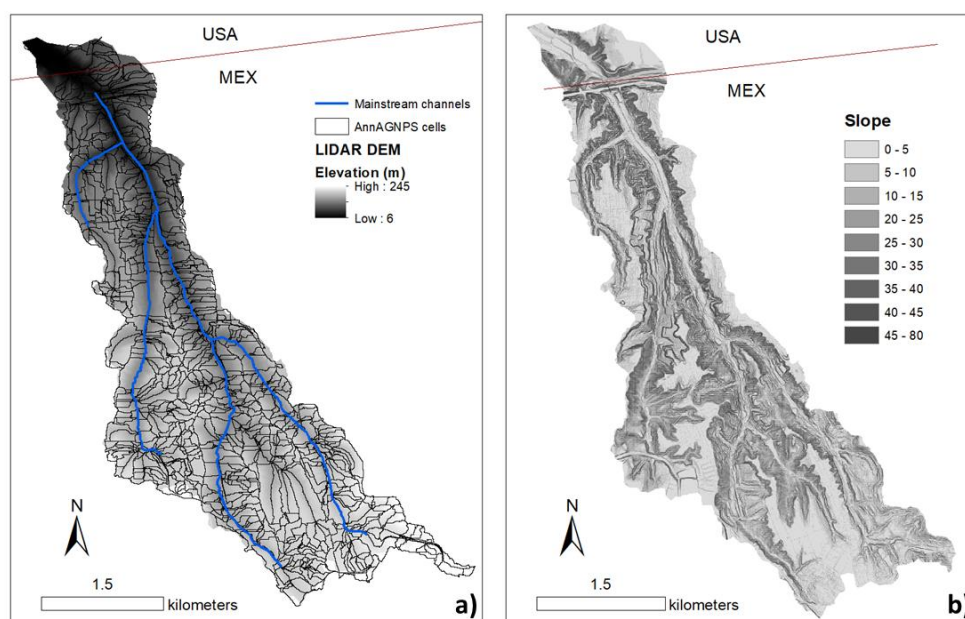 USA
MEX
Mainstream channels
AnnAGNPS cells
LIDAR DEM
Elevation (m)
High : 245
Low : 6
N
1.5
kilometers
a)
USA
MEX
Slope
0 - 5
5 - 10
10 - 15
20 - 25
25 - 30
30 - 35
35 - 40
40 - 45
45 - 80
N
1.5
kilometers
b)